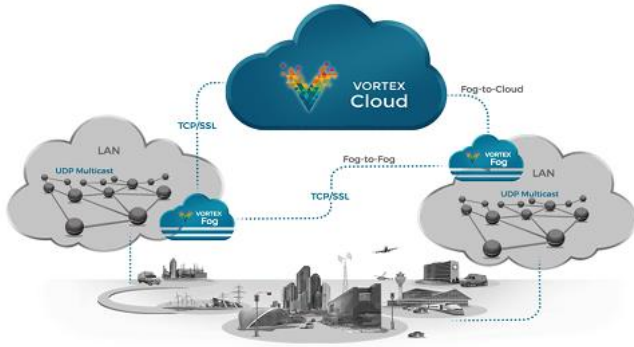 VORTEX
Cloud
Fog-to-Cloud
TCP/SSL
LAN
UDP Multicast
VORTEX
Fog
Fog-to-Fog
TCP/SSL
VORTEX
Fog
LAN
UDP Multicast